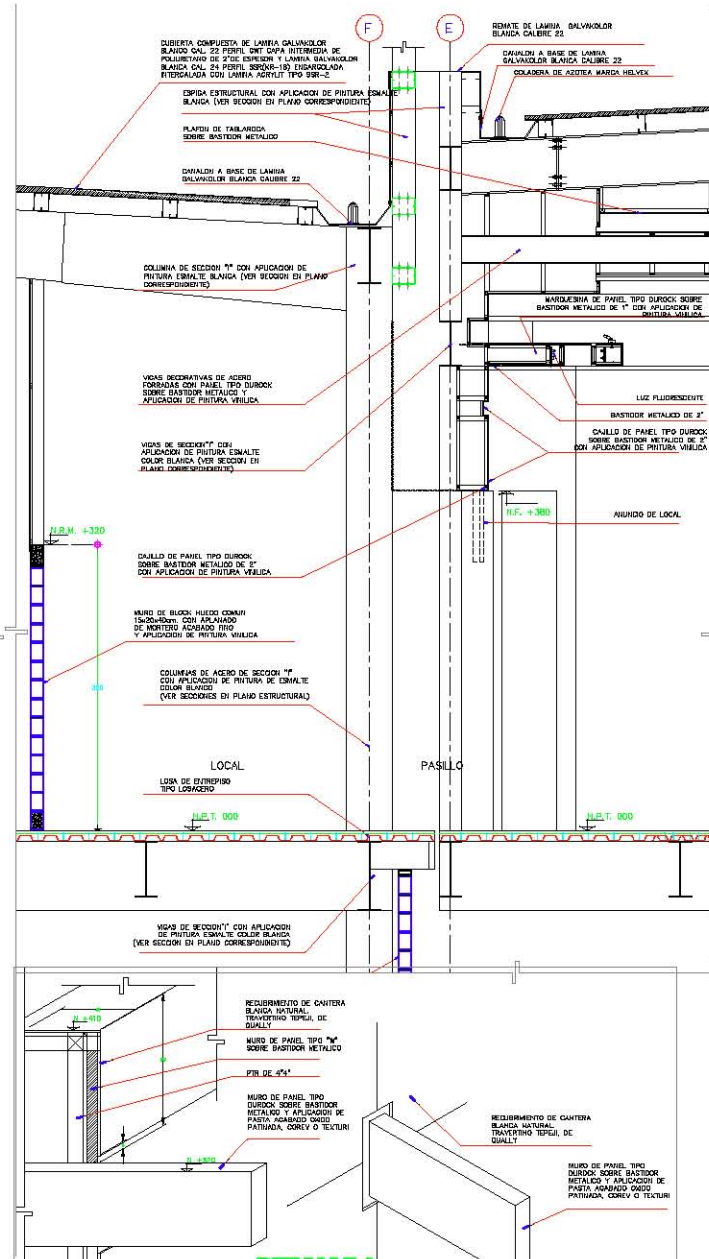 F
E
REMATE DE LAMINA GALVAKOLOR
BLANCA CALIBRE 22
CUBIERTA COMPUESTA DE LAMINA GALVAKOLOR
BLANCO CAL. 22 PERFIL GWT CAPA INTERMEDIA DE
POLIURETANO DE 2"DE ESPESOR Y LAMINA GALVAKOLOR
BLANCA CAL. 24 PERFIL SSR(KR-18) ENGARGOLADA
INTERCALADA CON LAMINA ACRYLIT TIPO SSR-2
CANALON A BASE DE LAMINA
GALVAKOLOR BLANCA CALIBRE 22
COLADERA DE AZOTEA MARCA HELVEX
ESPIGA ESTRUCTURAL CON APLICACION DE PINTURA ESMALTE
BLANCA (VER SECCION EN PLANO CORRESPONDIENTE)
PLAFON DE TABLAROCA
SOBRE BASTIDOR METALICO
CANALON A BASE DE LAMINA
GALVAKOLOR BLANCA CALIBRE 22
COLUMNA DE SECCION "I" CON APLICACION DE
PINTURA ESMALTE BLANCA (VER SECCION EN PLANO
CORRESPONDIENTE)
MARQUESINA DE PANEL TIPO DUROCK SOBRE
BASTIDOR METALICO DE 1" CON APLICACION DE
PINTURA VINILICA
VIGAS DECORATIVAS DE ACERO
FORRADAS CON PANEL TIPO DUROCK
SOBRE BASTIDOR METALICO Y
APLICACION DE PINTURA VINILICA
LUZ FLUORESCENTE
BASTIDOR METALICO DE 2"
CAJILLO DE PANEL TIPO DUROCK
SOBRE BASTIDOR METALICO DE 2"
CON APLICACION DE PINTURA VINILICA
VIGAS DE SECCION"I" CON
APLICACION DE PINTURA ESMALTE
COLOR BLANCA (VER SECCION EN
PLANO CORRESPONDIENTE)
N.F. +380
ANUNCIO DE LOCAL
N.R.M. +320
CAJILLO DE PANEL TIPO DUROCK
SOBRE BASTIDOR METALICO DE 2"
CON APLICACION DE PINTURA VINILICA
MURO DE BLOCK HUECO COMUN
15x20x40cm. CON APLANADO
DE MORTERO ACABADO FINO
Y APLICACION DE PINTURA VINILICA
COLUMNAS DE ACERO DE SECCION "I"
CON APLICACION DE PINTURA DE ESMALTE
COLOR BLANCO
(VER SECCIONES EN PLANO ESTRUCTURAL)
LOCAL
PASILLO
LOSA DE ENTREPISO
TIPO LOSACERO
N.P.T. 000
N.P.T. 000
VIGAS DE SECCION"I" CON APLICACION
DE PINTURA ESMALTE COLOR BLANCA
(VER SECCION EN PLANO CORRESPONDIENTE)
RECUBRIMIENTO DE CANTERA
BLANCA NATURAL,
TRAVERTINO TEPEJI, DE
QUALLY
N +410
MURO DE PANEL TIPO "W"
SOBRE BASTIDOR METALICO
PTR DE 4"4"
MURO DE PANEL TIPO
DUROCK SOBRE BASTIDOR
METALICO Y APLICACION DE
PASTA ACABADO OXIDO
PATINADA, COREV O TEXTURI
RECUBRIMIENTO DE CANTERA
BLANCA NATURAL,
TRAVERTINO TEPEJI, DE
QUALLY
MURO DE PANEL TIPO
DUROCK SOBRE BASTIDOR
METALICO Y APLICACION DE
PASTA ACABADO OXIDO
PATINADA, COREV O TEXTURI